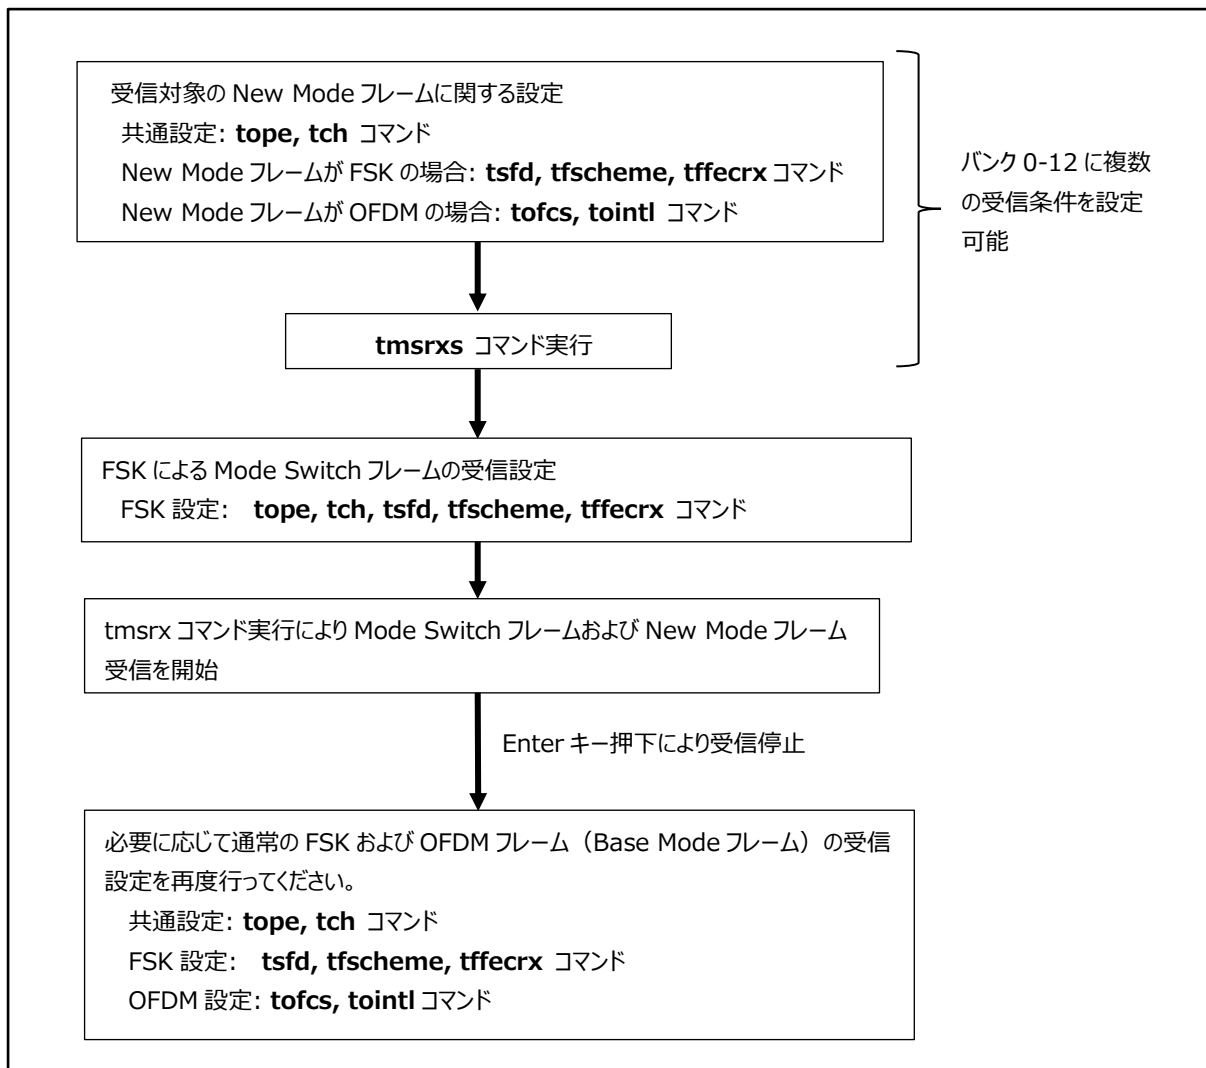 受信対象の New Mode フレームに関する設定
共通設定: tope, tch コマンド
New Mode フレームが FSK の場合: tsfd, tfscheme, tffecrx コマンド
New Mode フレームが OFDM の場合: tofcs, tointl コマンド
バンク 0-12 に複数
の受信条件を設定
可能
tmsrxs コマンド実行
FSK による Mode Switch フレームの受信設定
FSK 設定: tope, tch, tsfd, tfscheme, tffecrx コマンド
tmsrx コマンド実行により Mode Switch フレームおよび New Mode フレーム
受信を開始
Enter キー押下により受信停止
必要に応じて通常の FSK および OFDM フレーム（Base Mode フレーム）の受信
設定を再度行ってください。
共通設定: tope, tch コマンド
FSK 設定: tsfd, tfscheme, tffecrx コマンド
OFDM 設定: tofcs, tointl コマンド